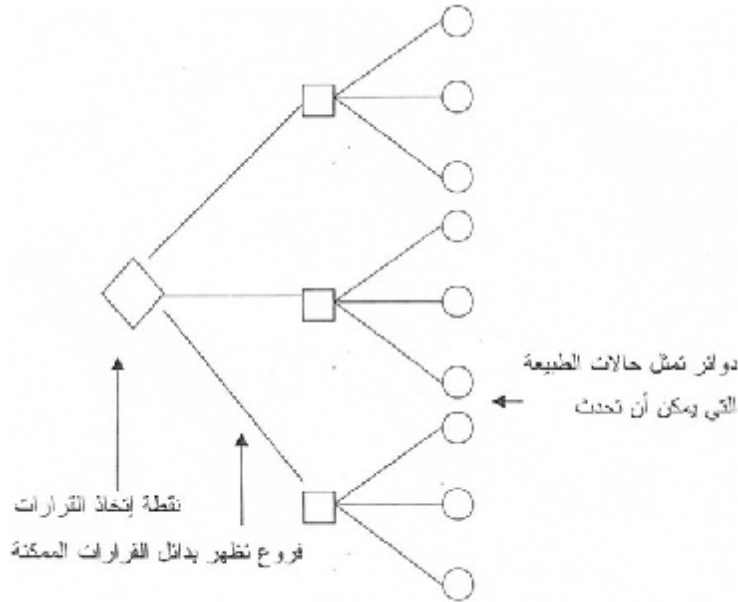 دوائر تمثل حالات الطبيعة
التي يمكن أن تحدث
نقطة إتخاذ القرارات
فروع تظهر بدائل القرارات الممكنة